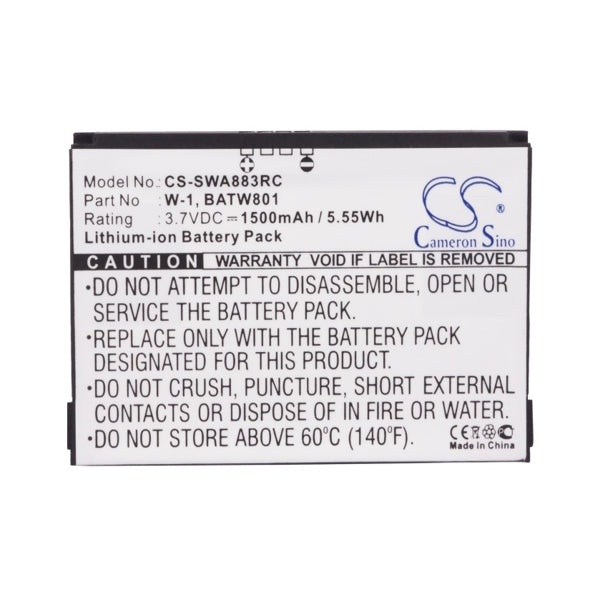 Model No.: CS-SWA883RC
Part No : W-1, BATW801
3.7VDC 1500mAh / 5.55Wh
Lithium-ion Battery Pack
CS
Cameron Sino
CAUTION WARRANTY VOID IF LABEL IS REMOVED
•DO NOT ATTEMPT TO DISASSEMBLE, OPEN OR
SERVICE THE BATTERY PACK.
•REPLACE ONLY WITH THE BATTERY PACK
DESIGNATED FOR THE PRODUCT.
•DO NOT CRUSH, PUNCTURE, SHORT EXTERNAL
CONTACTS OR DISPOSE OF IN FIRE OR WATER.
•DO NOT STORE ABOVE 60°C (140°F).
CE
Made In China